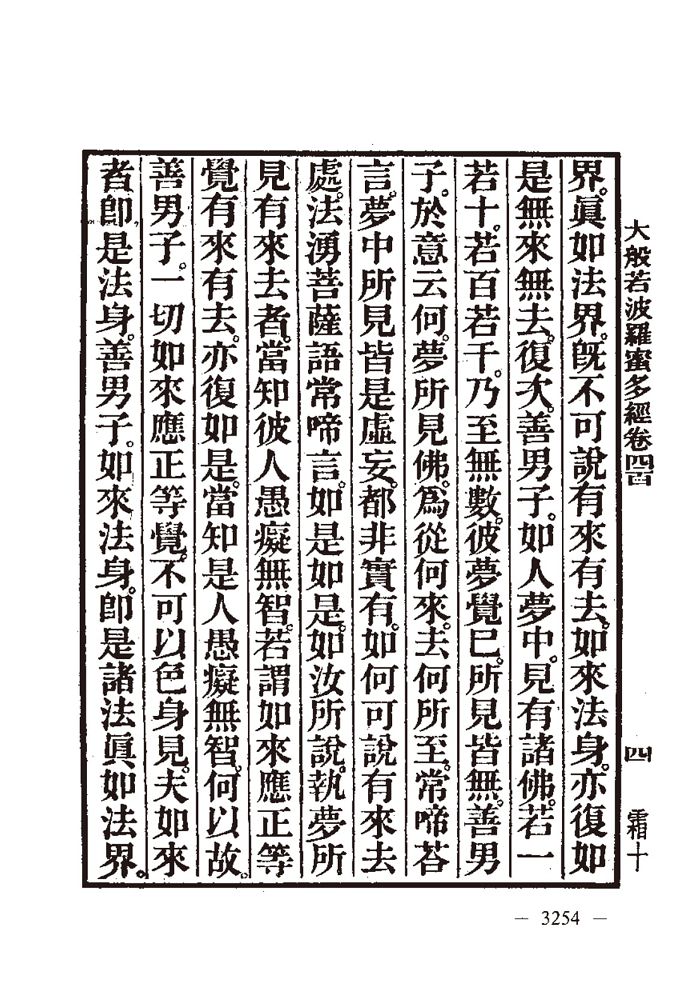 大般若波羅蜜多經卷四百
四
霜十
界。眞如法界。旣不可說有來有去。如來法身。亦復如
是無來無去。復次。善男子。如人夢中。見有諸佛。若一
若十。若百若千。乃至無數。彼夢覺已。所見皆無。善男
子。於意云何。夢所見佛。爲從何來。去何所至。常啼荅
言。夢中所見皆是虛妄。都非實有。如何可說有來去
處。法湧菩薩語常啼言。如是如是。如汝所說。執夢所
見有來去者。當知彼人愚癡無智。若謂如來應正等
覺有來有去。亦復如是。當知是人愚癡無智。何以故。
善男子。一切如來應正等覺。不可以色身見。夫如來
者卽是法身。善男子。如來法身。卽是諸法眞如法界。
— 3254 —